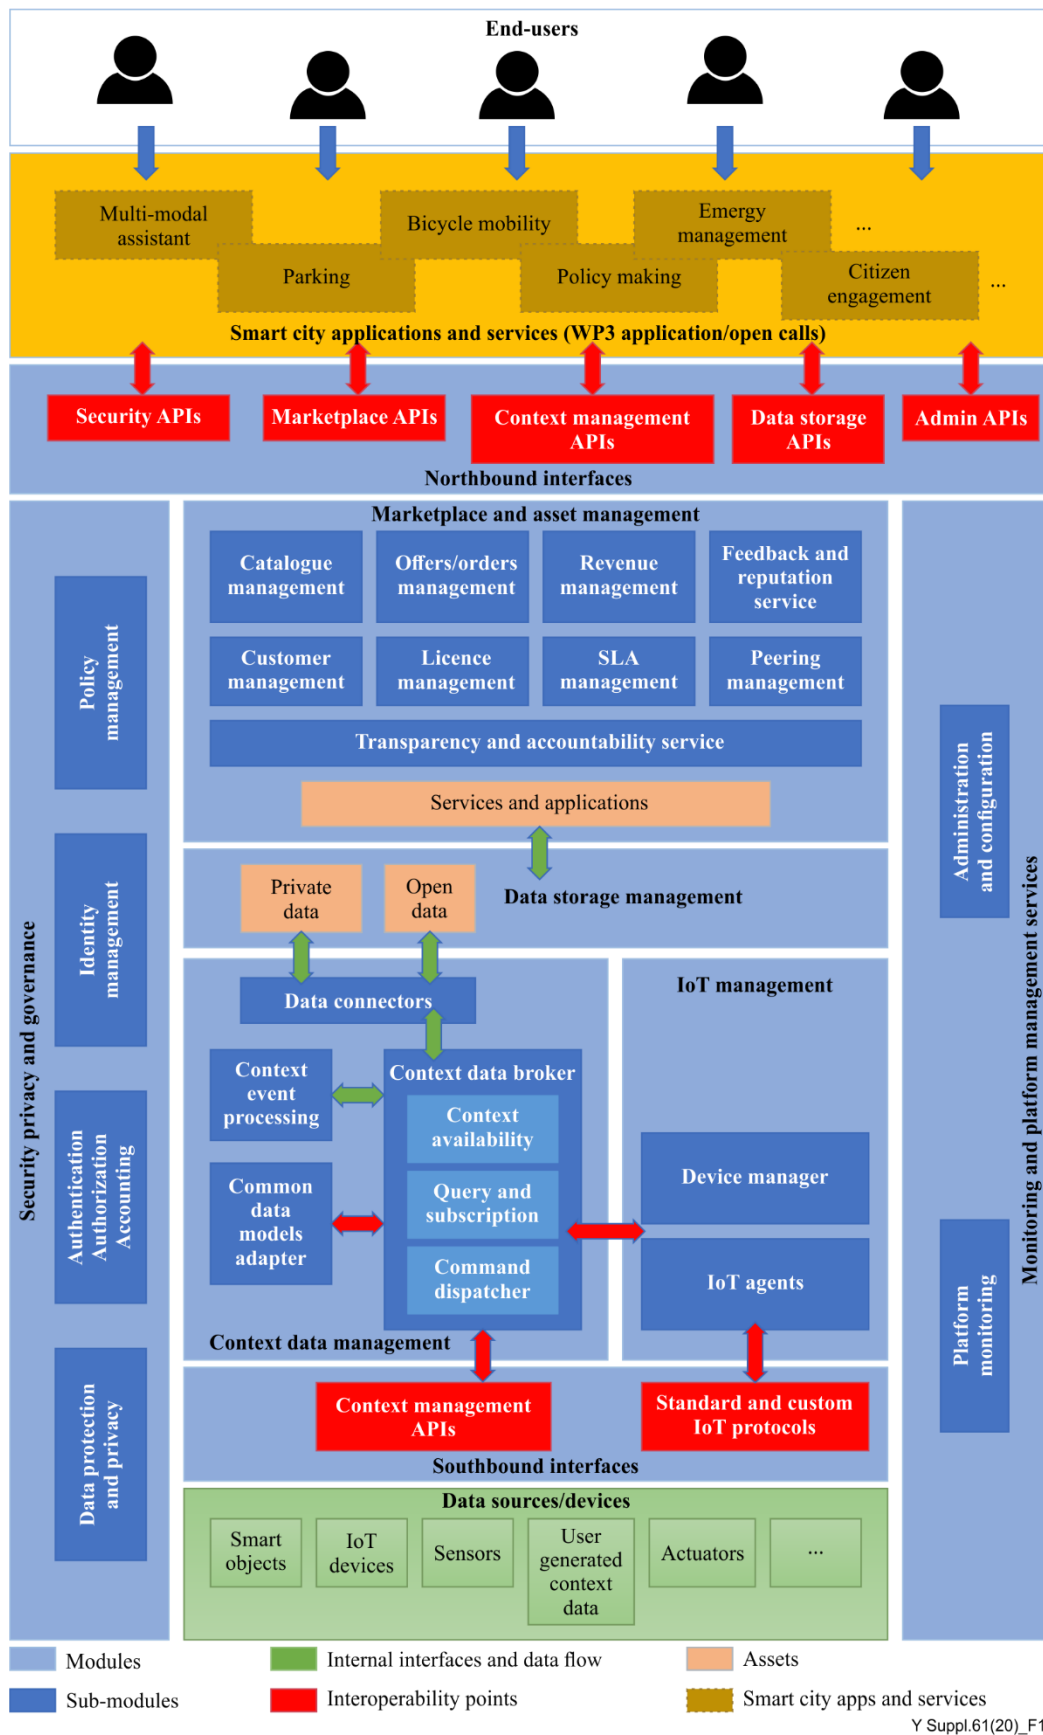 End-users
Multi-modal
assistant
Bicycle mobility
Emergy
management
...
Parking
Policy making
Citizen
engagement
...
Smart city applications and services (WP3 application/open calls)
Security APIs
Marketplace APIs
Context management
APIs
Data storage
APIs
Admin APIs
Northbound interfaces
Security privacy and governance
Policy
management
Identity
management
Authentication
Authorization
Accounting
Data protection
and privacy
Marketplace and asset management
Catalogue
management
Offers/orders
management
Revenue
management
Feedback and
reputation
service
Customer
management
Licence
management
SLA
management
Peering
management
Transparency and accountability service
Services and applications
Private
data
Open
data
Data storage management
Data connectors
Context
event
processing
Common
data
models
adapter
Context data broker
Context
availability
Query and
subscription
Command
dispatcher
Context data management
IoT management
Device manager
IoT agents
Context management
APIs
Standard and custom
IoT protocols
Southbound interfaces
Data sources/devices
Smart
objects
IoT
devices
Sensors
User
generated
context
data
Actuators
...
Administration
and configuration
Platform
monitoring
Monitoring and platform management services
Modules
Internal interfaces and data flow
Assets
Sub-modules
Interoperability points
Smart city apps and services
Y Suppl.61(20)_F1